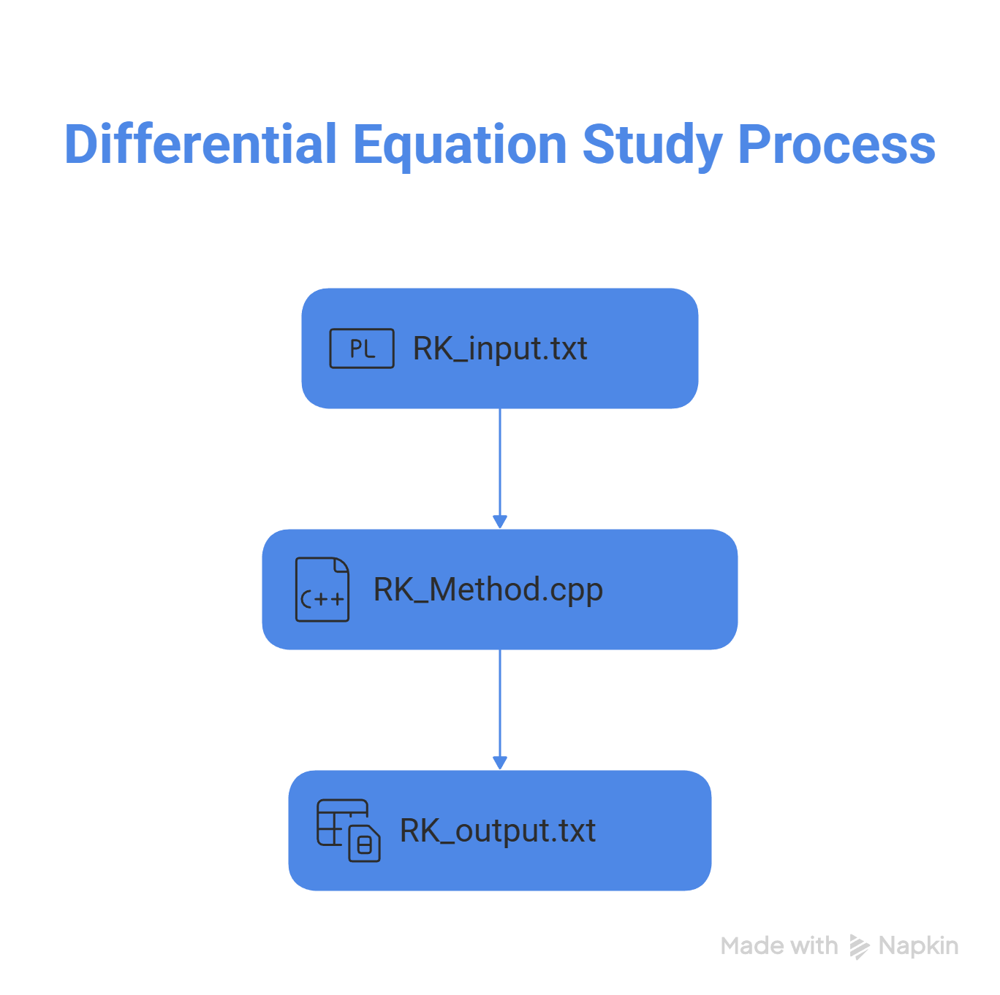 Differential Equation Study Process
PL RK_input.txt
C++ RK_Method.cpp
RK_output.txt
Made with Napkin